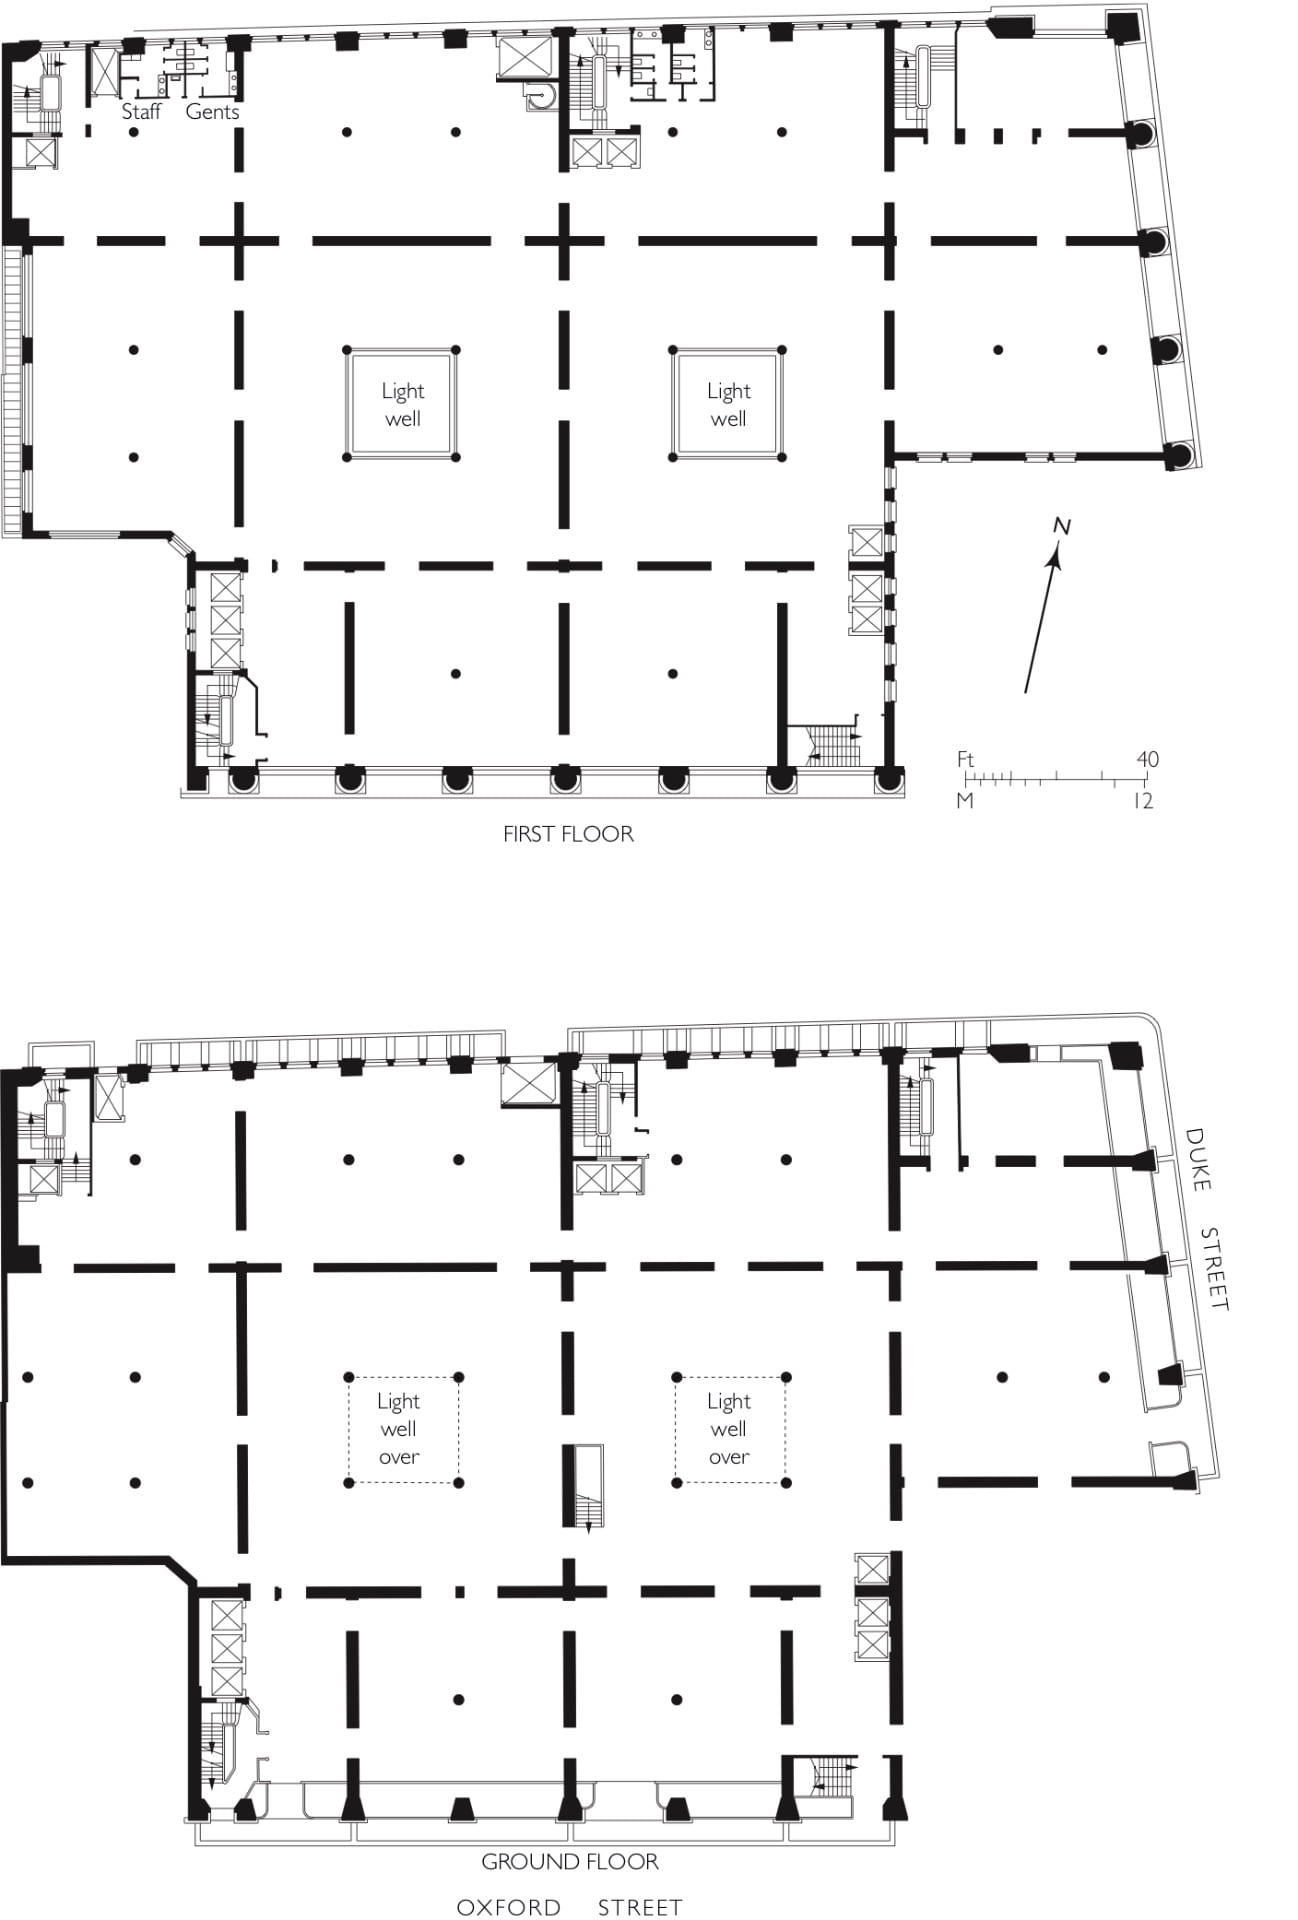 Staff Gents
Light
well
Light
well
N
Ft 40
M 12
FIRST FLOOR
DUKE STREET
Light
well
over
Light
well
over
GROUND FLOOR
OXFORD STREET